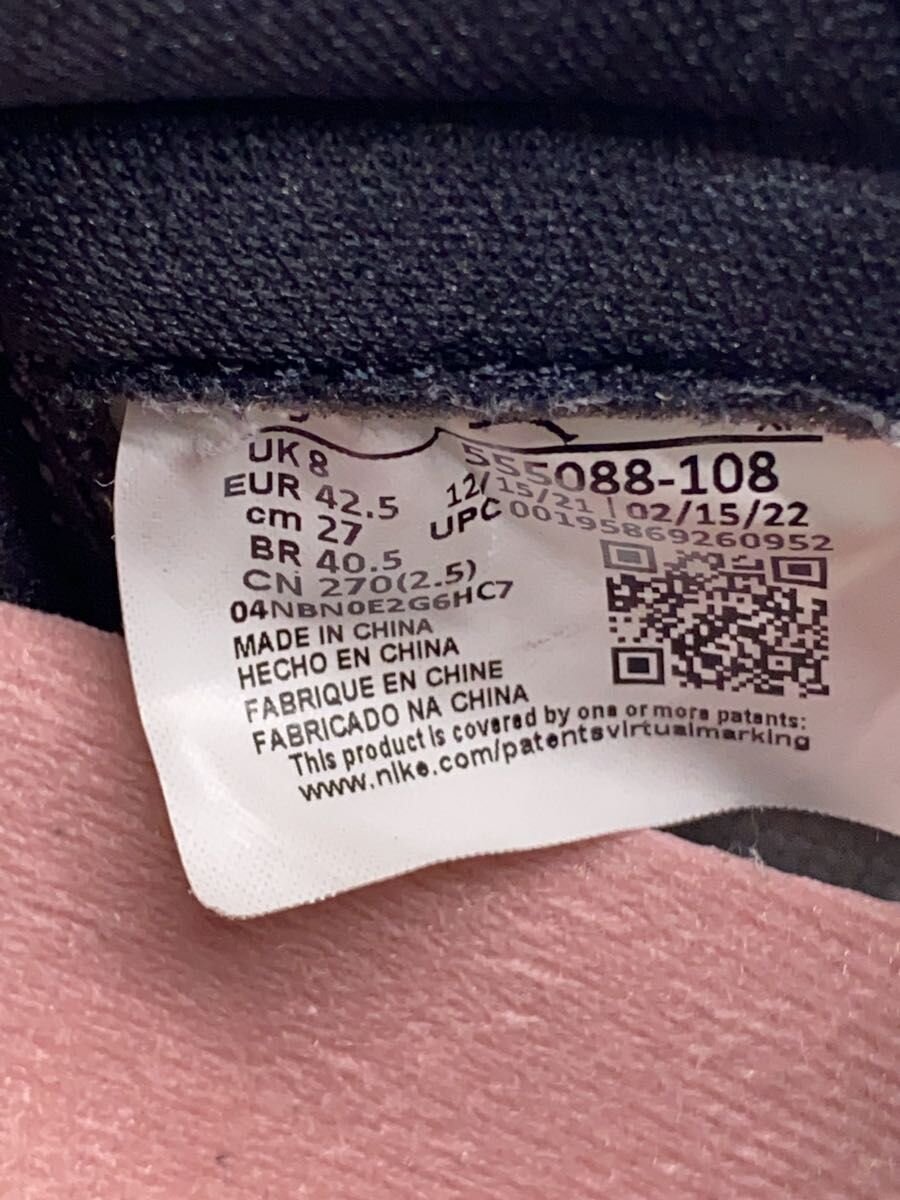 UK 8
EUR 42.5
cm 27
BR 40.5
CN 270(2.5)
04NBN0E2G6HC7
555088-108
12/15/21 | 02/15/22
UPC 00195869260952
MADE IN CHINA
HECHO EN CHINA
FABRIQUE EN CHINE
FABRICADO NA CHINA
This product is covered by one or more patents:
www.nike.com/patentsvirtualmarking